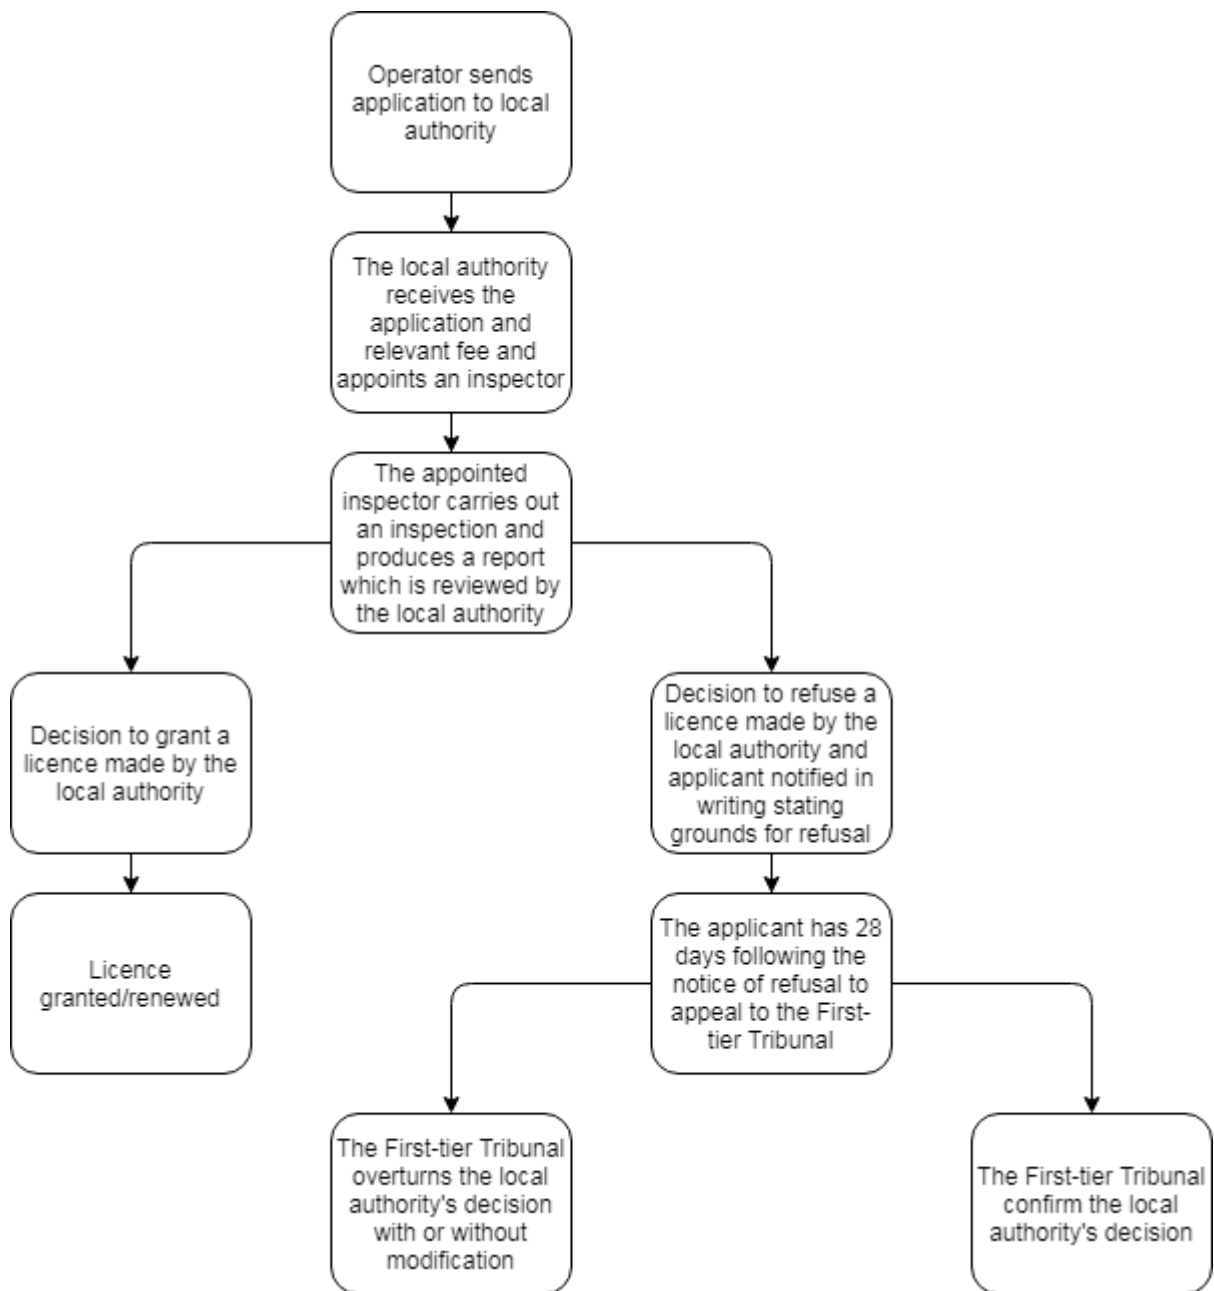 Operator sends
application to local
authority
The local authority
receives the
application and
relevant fee and
appoints an inspector
The appointed
inspector carries out
an inspection and
produces a report
which is reviewed by
the local authority
Decision to grant a
licence made by the
local authority
Decision to refuse a
licence made by the
local authority and
applicant notified in
writing stating
grounds for refusal
Licence
granted/renewed
The applicant has 28
days following the
notice of refusal to
appeal to the First-
tier Tribunal
The First-tier Tribunal
overturns the local
authority's decision
with or without
modification
The First-tier Tribunal
confirm the local
authority's decision